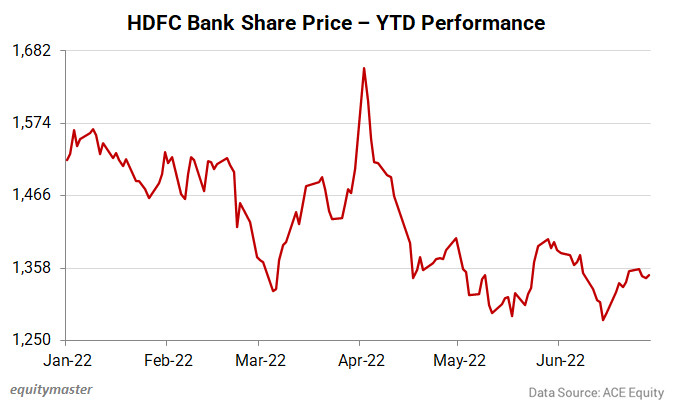 HDFC Bank Share Price – YTD Performance
1,682
1,574
1,466
1,358
1,250
Jan-22 Feb-22 Mar-22 Apr-22 May-22 Jun-22
equitymaster
Data Source: ACE Equity